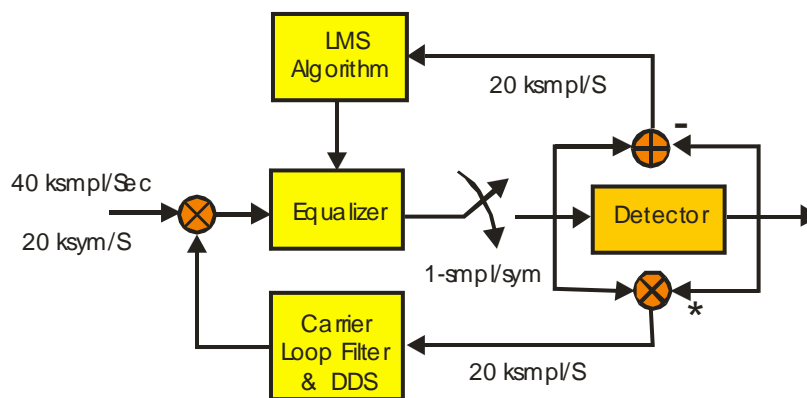 LMS
Algorithm
20 ksmpl/S
-
40 ksmpl/Sec
20 ksym/S
Equalizer
Detector
1-smpl/sym
*
Carrier
Loop Filter
& DDS
20 ksmpl/S